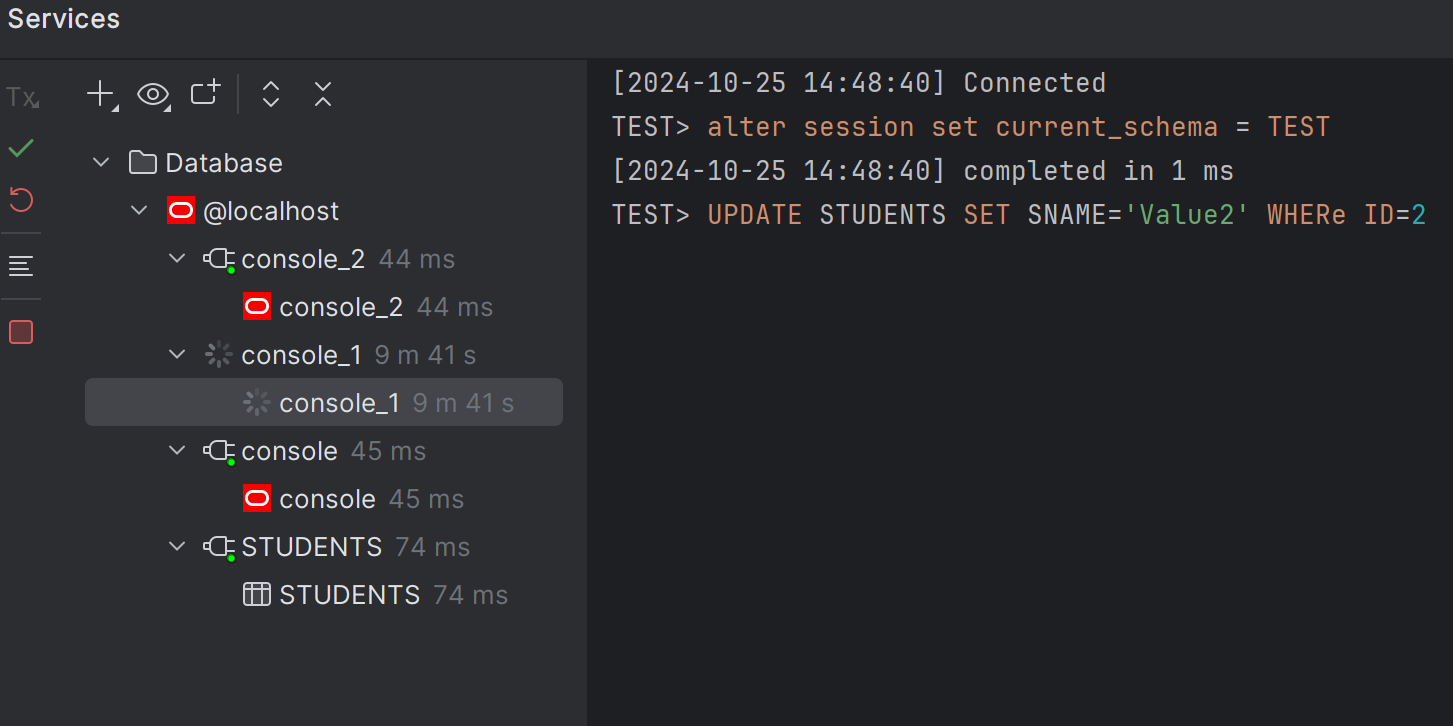 Services
Tx
Database
@localhost
console_2 44 ms
console_2 44 ms
console_1 9 m 41 s
console_1 9 m 41 s
console 45 ms
console 45 ms
STUDENTS 74 ms
STUDENTS 74 ms
[2024-10-25 14:48:40] Connected
TEST> alter session set current_schema = TEST
[2024-10-25 14:48:40] completed in 1 ms
TEST> UPDATE STUDENTS SET SNAME='Value2' WHERe ID=2